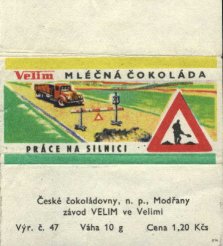 Velim MLÉČNÁ ČOKOLÁDA
PRÁCE NA SILNICI
České čokoládovny, n. p., Modřany
závod VELIM ve Velimi
Výr. č. 47 Váha 10 g Cena 1,20 Kčs